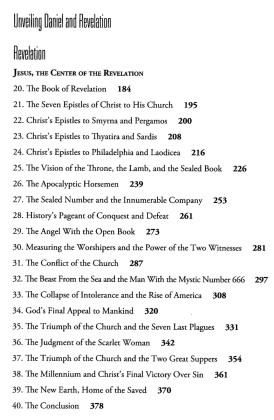 Unveiling Daniel and Revelation
Revelation
JESUS, THE CENTER OF THE REVELATION
20. The Book of Revelation 184
21. The Seven Epistles of Christ to His Church 195
22. Christ's Epistles to Smyrna and Pergamos 200
23. Christ's Epistles to Thyatira and Sardis 208
24. Christ's Epistles to Philadelphia and Laodicea 216
25. The Vision of the Throne, the Lamb, and the Sealed Book 226
26. The Apocalyptic Horsemen 239
27. The Sealed Number and the Innumerable Company 253
28. History's Pageant of Conquest and Defeat 261
29. The Angel With the Open Book 273
30. Measuring the Worshipers and the Power of the Two Witnesses 281
31. The Conflict of the Church 287
32. The Beast From the Sea and the Man With the Mystic Number 666 297
33. The Collapse of Intolerance and the Rise of America 308
34. God's Final Appeal to Mankind 320
35. The Triumph of the Church and the Seven Last Plagues 331
36. The Judgment of the Scarlet Woman 342
37. The Triumph of the Church and the Two Great Suppers 354
38. The Millennium and Christ's Final Victory Over Sin 361
39. The New Earth, Home of the Saved 370
40. The Conclusion 378